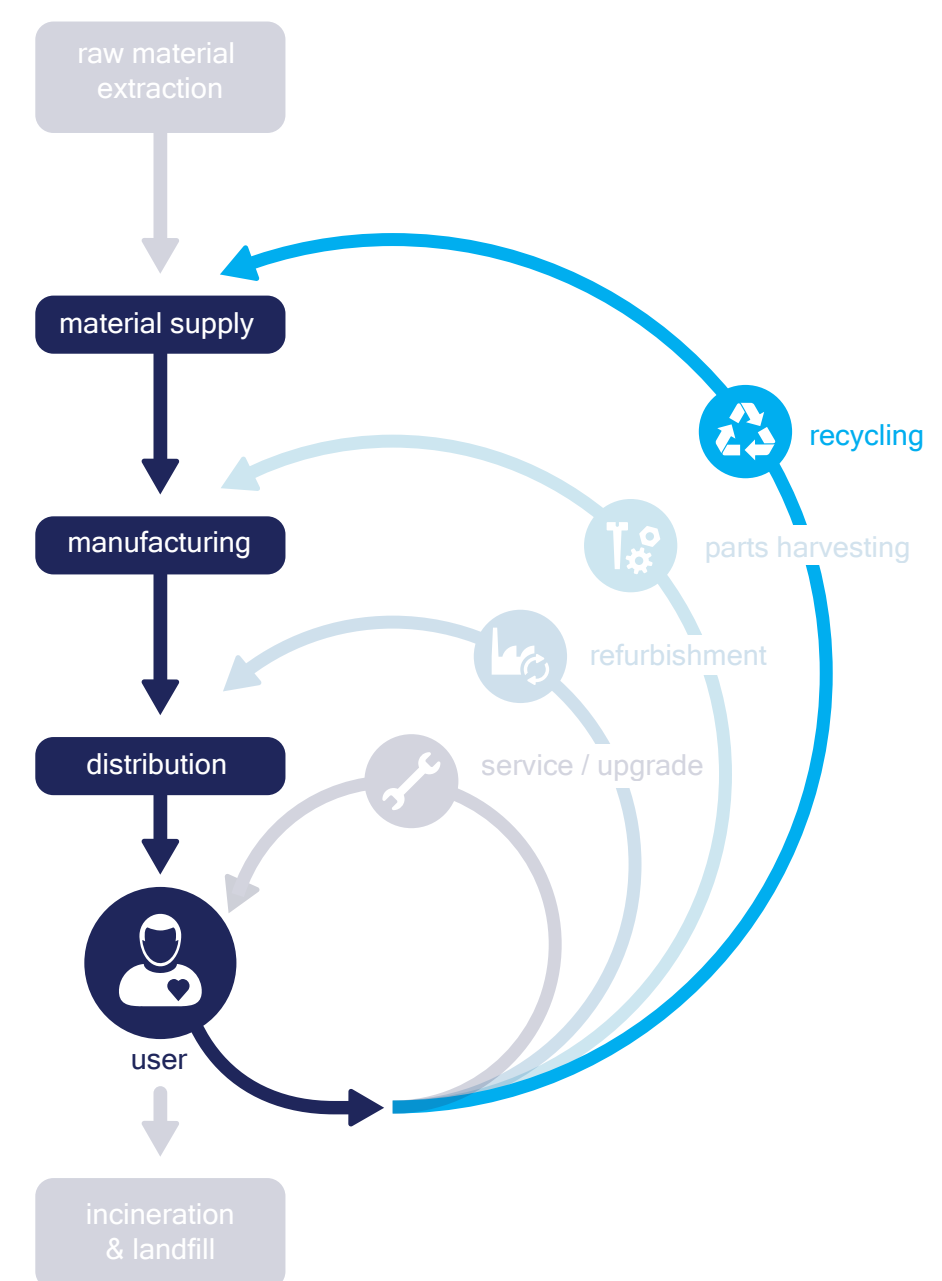 raw material
extraction
material supply
recycling
manufacturing
parts harvesting
refurbishment
distribution
service / upgrade
user
incineration
& landfill